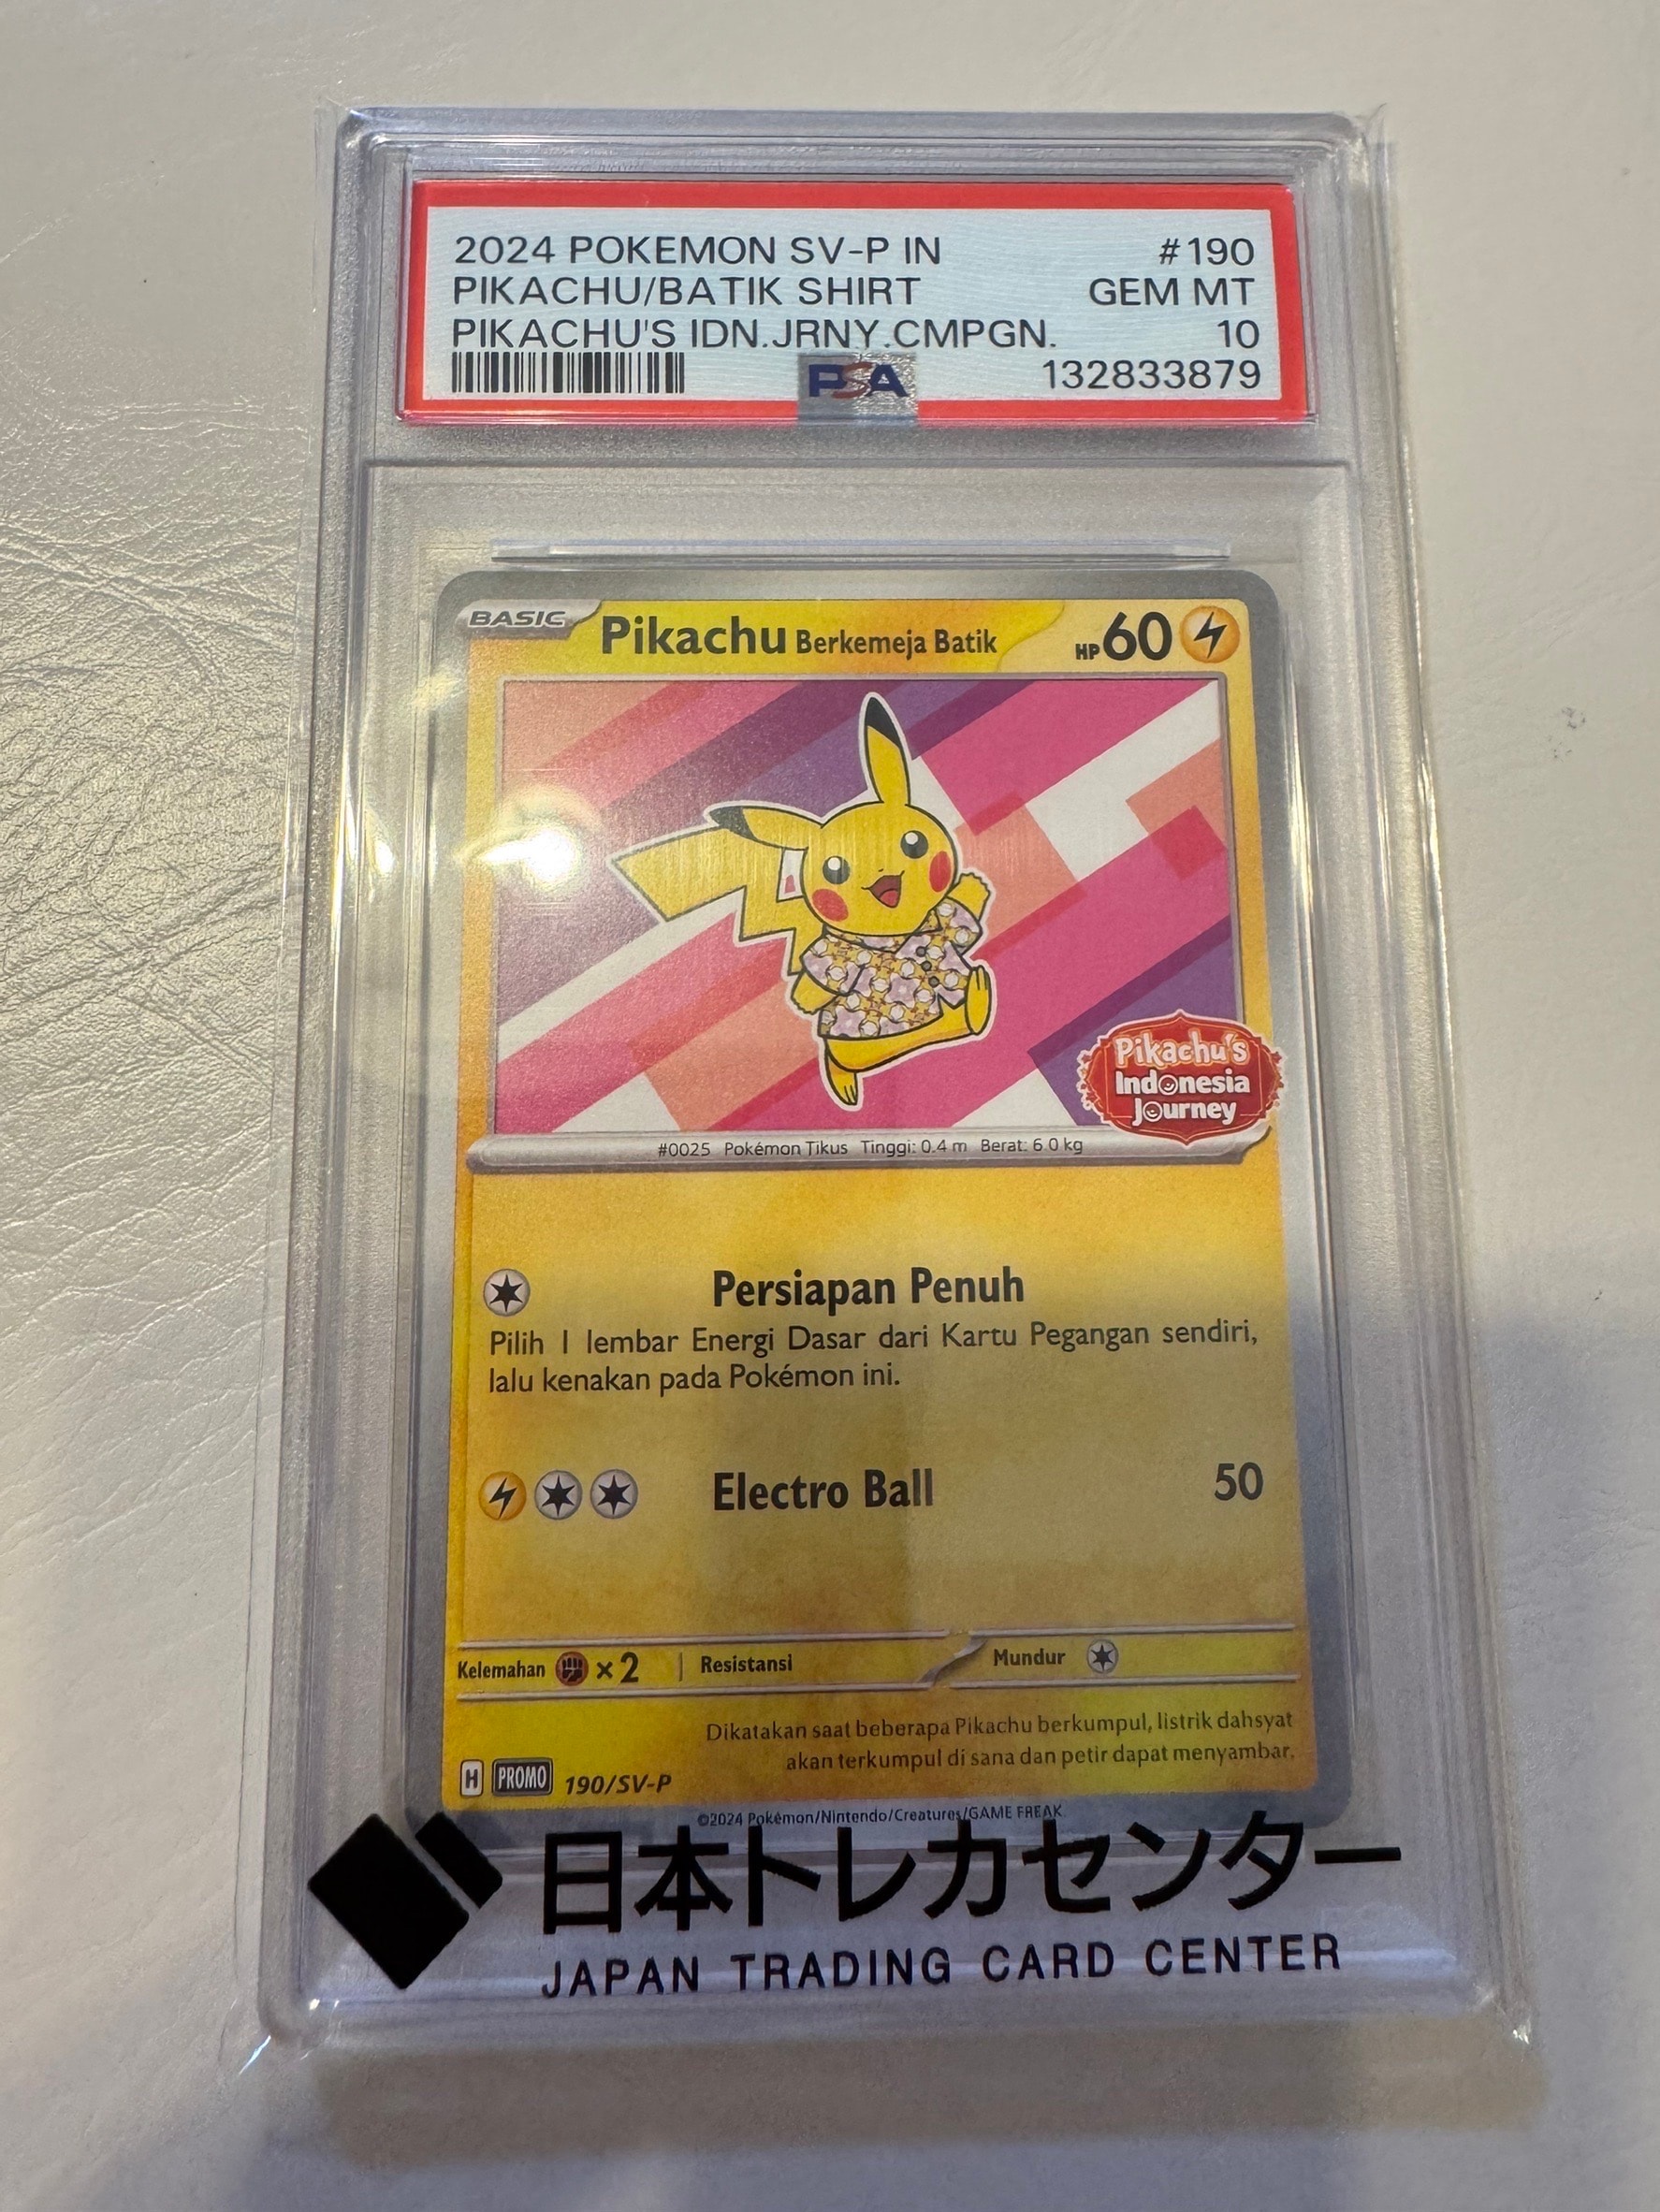 2024 POKEMON SV-P IN #190
PIKACHU/BATIK SHIRT GEM MT
PIKACHU'S IDN.JRNY.CMPGN. 10
PSA 132833879
BASIC Pikachu Berkemeja Batik HP 60
Pikachu's
Indonesia
Journey
#0025 Pokémon Tikus Tinggi: 0.4 m Berat: 6.0 kg
Persiapan Penuh
Pilih 1 lembar Energi Dasar dari Kartu Pegangan sendiri,
lalu kenakan pada Pokémon ini.
Electro Ball 50
Kelemahan ×2 Resistansi Mundur
Dikatakan saat beberapa Pikachu berkumpul, listrik dahsyat
akan terkumpul di sana dan petir dapat menyambar.
H PROMO 190/SV-P
©2024 Pokémon/Nintendo/Creatures/GAME FREAK
日本トレカセンター
JAPAN TRADING CARD CENTER